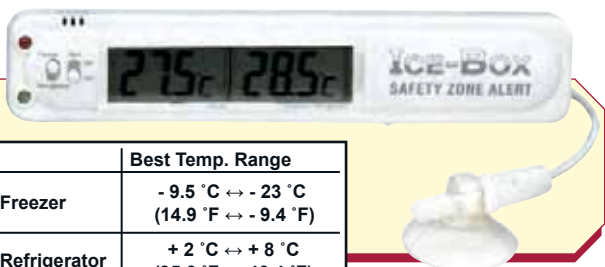 27.5c 28.5c
ICE-BOX
SAFETY ZONE ALERT
Best Temp. Range
Freezer
- 9.5 ˚C ↔ - 23 ˚C
(14.9 ˚F ↔ - 9.4 ˚F)
Refrigerator
+ 2 ˚C ↔ + 8 ˚C